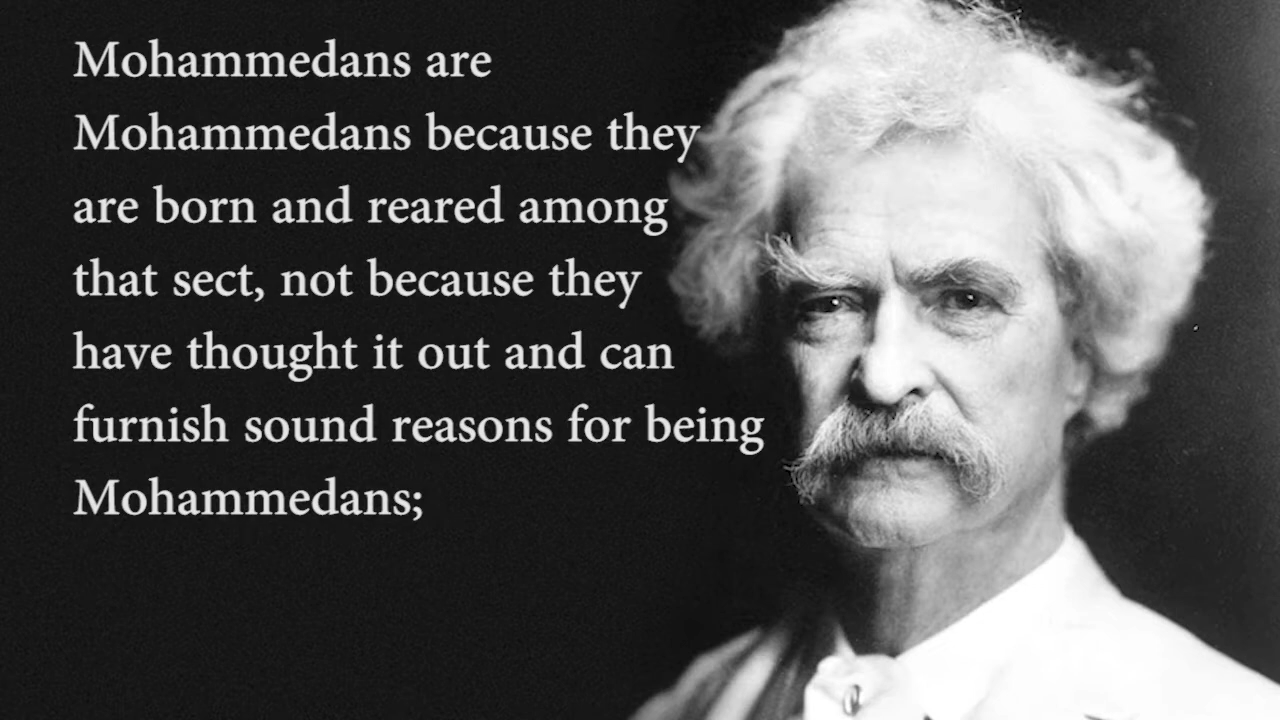 Mohammedans are
Mohammedans because they
are born and reared among
that sect, not because they
have thought it out and can
furnish sound reasons for being
Mohammedans;